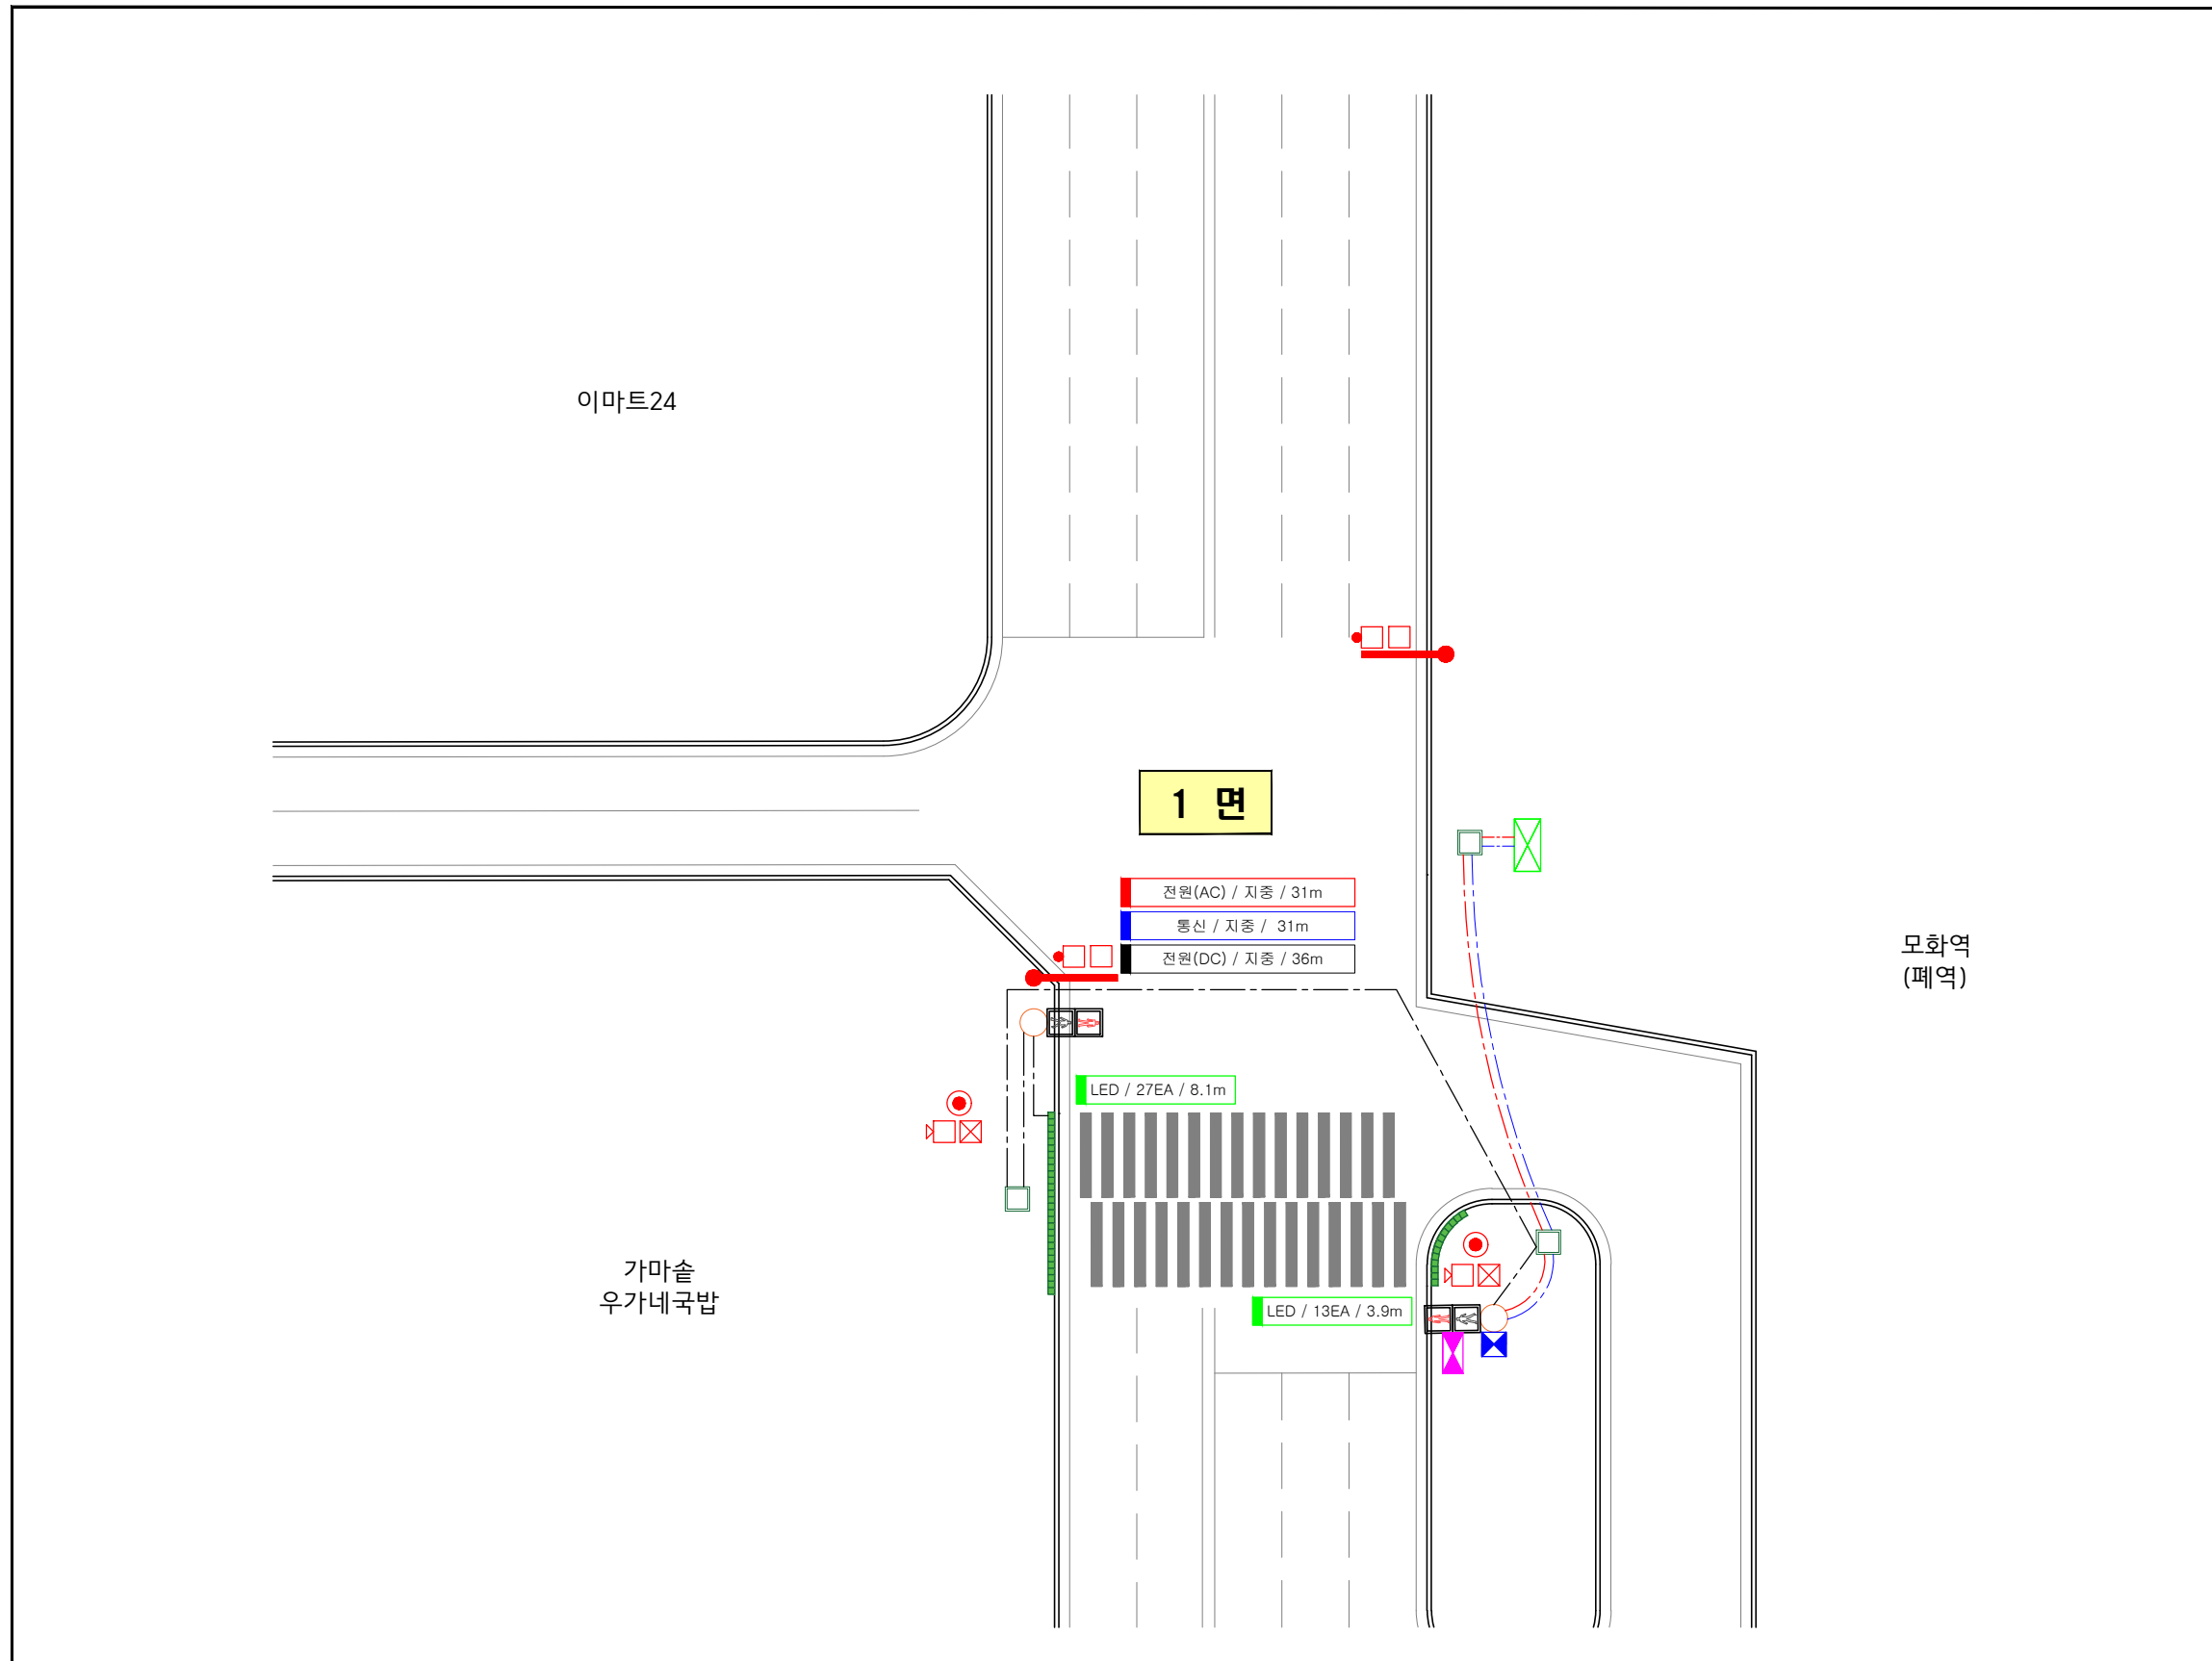 이마트24
1 면
전원(AC) / 지중 / 31m
통신 / 지중 / 31m
전원(DC) / 지중 / 36m
모화역
(폐역)
LED / 27EA / 8.1m
가마솥
우가네국밥
LED / 13EA / 3.9m